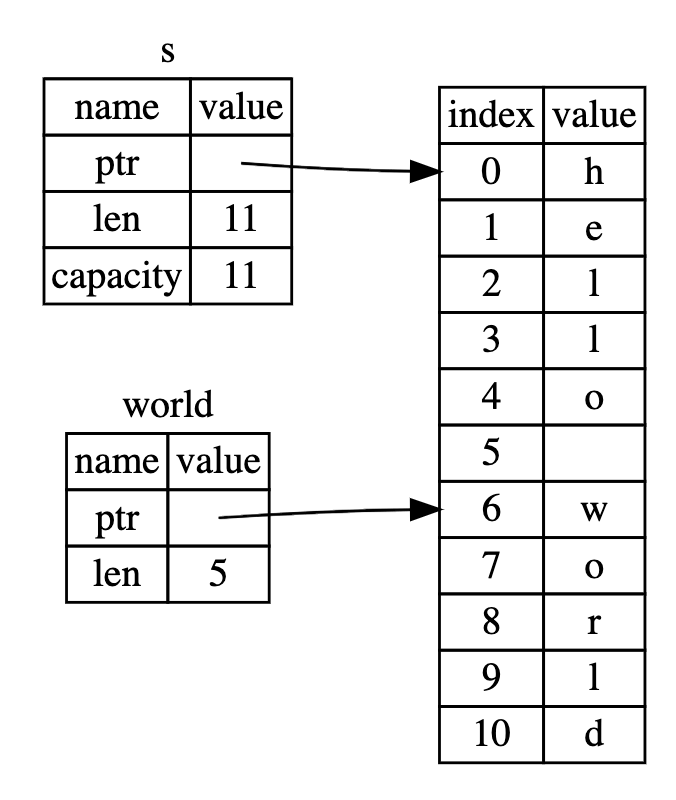 s
name value
ptr
len 11
capacity 11
world
name value
ptr
len 5
index value
0 h
1 e
2 l
3 l
4 o
5
6 w
7 o
8 r
9 l
10 d